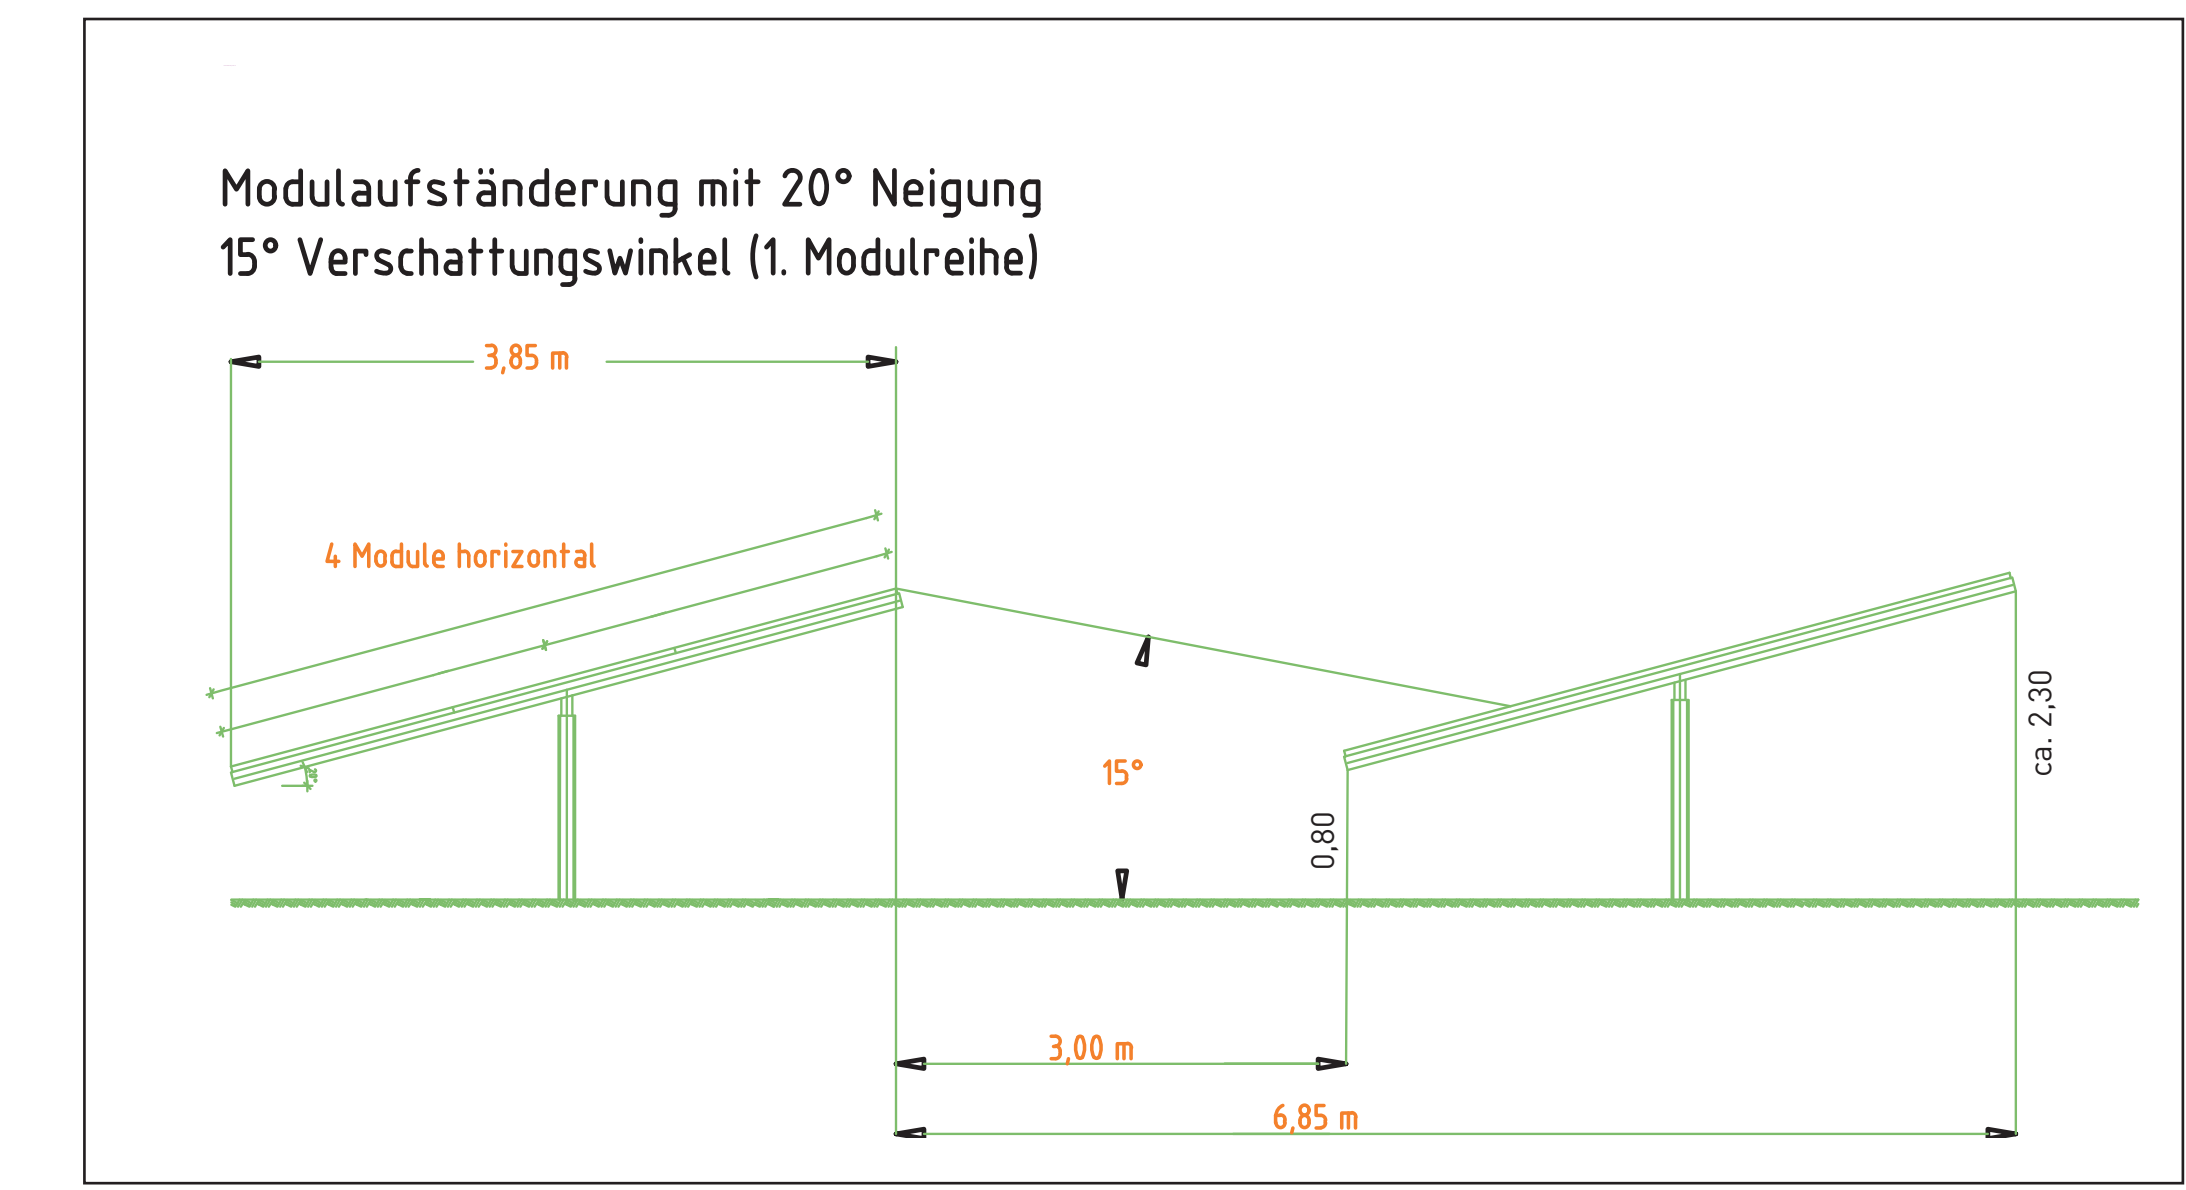 Modulaufständerung mit 20° Neigung
15° Verschattungswinkel (1. Modulreihe)
3,85 m
4 Module horizontal
20°
15°
0,80
ca. 2,30
3,00 m
6,85 m